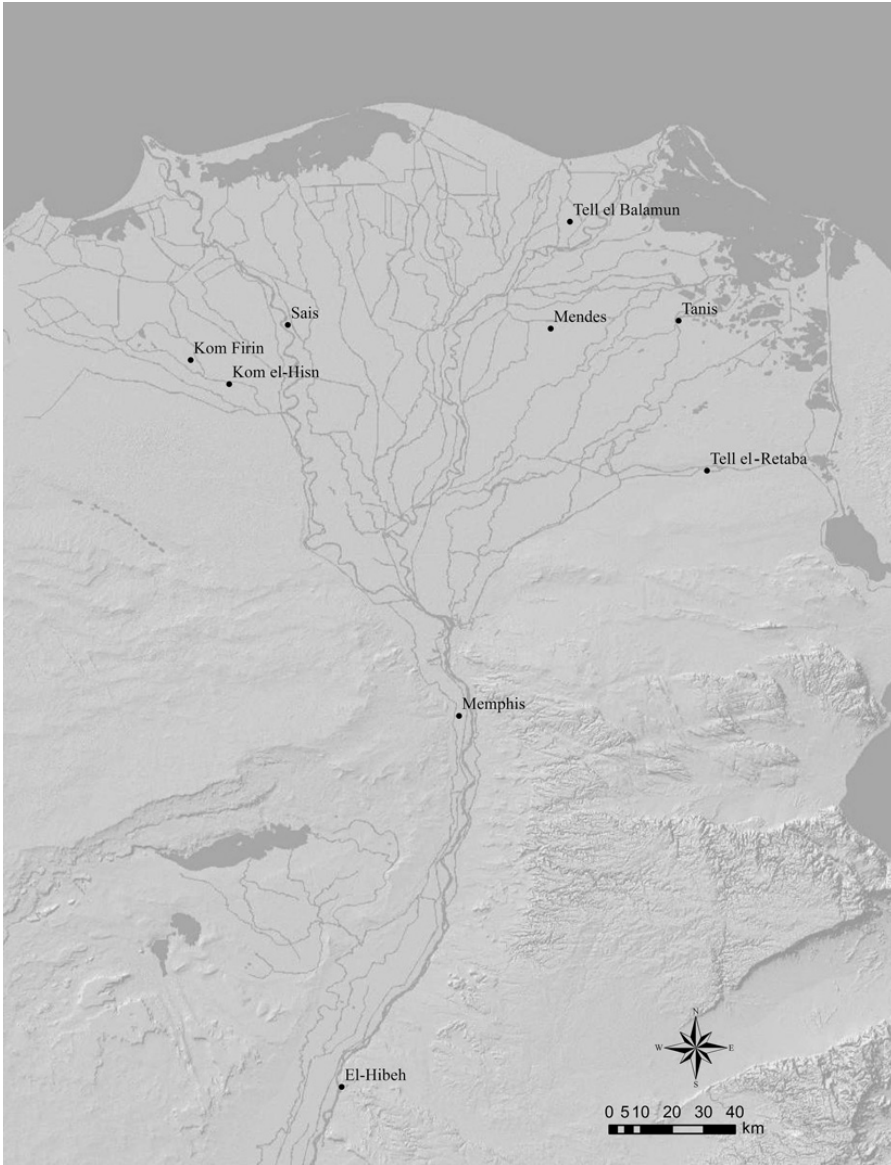 Tell el Balamun
Sais
Mendes
Tanis
Kom Firin
Kom el-Hisn
Tell el-Retaba
Memphis
N
W E
S
El-Hibeh
0 5 10 20 30 40
km